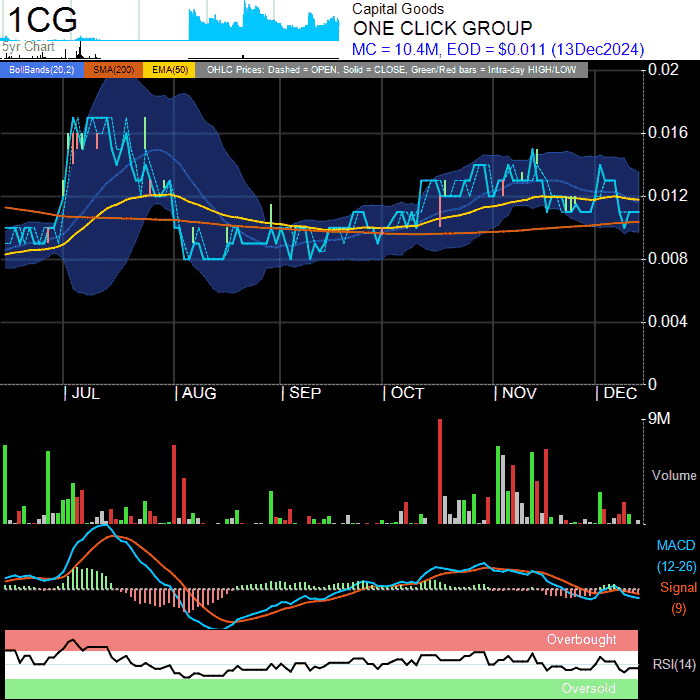 1CG
5yr Chart
Capital Goods
ONE CLICK GROUP
MC = 10.4M, EOD = $0.011 (13Dec2024)
BollBands(20,2) SMA(200) EMA(50) OHLC Prices: Dashed = OPEN, Solid = CLOSE, Green/Red bars = Intra-day HIGH/LOW
0.02
0.016
0.012
0.008
0.004
0
JUL AUG SEP OCT NOV DEC
9M
Volume
MACD
(12-26)
Signal
(9)
Overbought
RSI(14)
Oversold